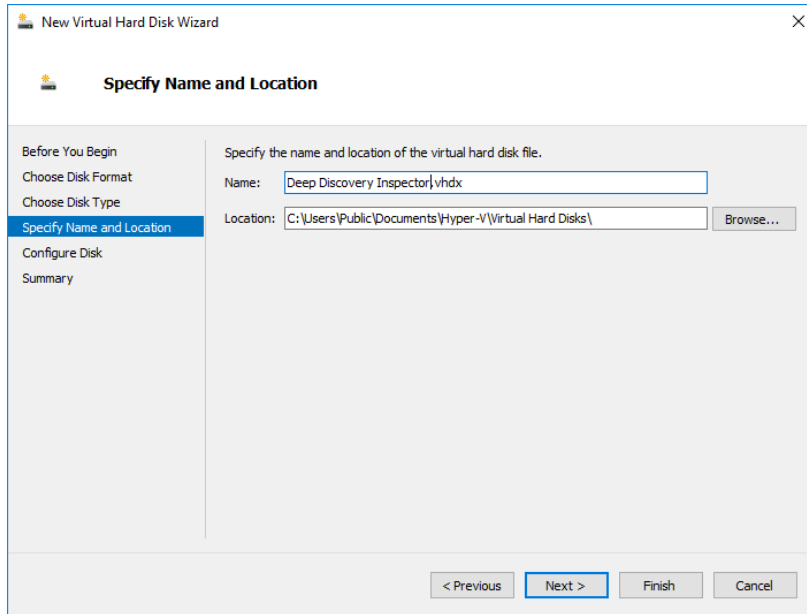 New Virtual Hard Disk Wizard
Specify Name and Location
Before You Begin
Choose Disk Format
Choose Disk Type
Specify Name and Location
Configure Disk
Summary
Specify the name and location of the virtual hard disk file.
Name: Deep Discovery Inspector.vhdx
Location: C:\Users\Public\Documents\Hyper-V\Virtual Hard Disks\ Browse...
< Previous Next > Finish Cancel